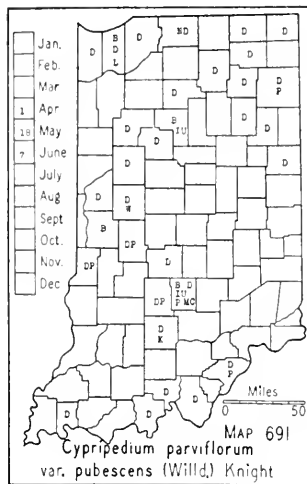 Jan.
Feb.
Mar
1 Apr
18 May
7 June
July
Aug
Sept
Oct.
Nov.
Dec
D B D ND D D
D
L
D
D D D P
B D
D IU
D
D D
D D
W
B DP
DP D
B D
DP IU MC
P
D
K
D
P
D D D D
Miles
0 50
MAP 691
Cypripedium parviflorum
var. pubescens (Willd.) Knight